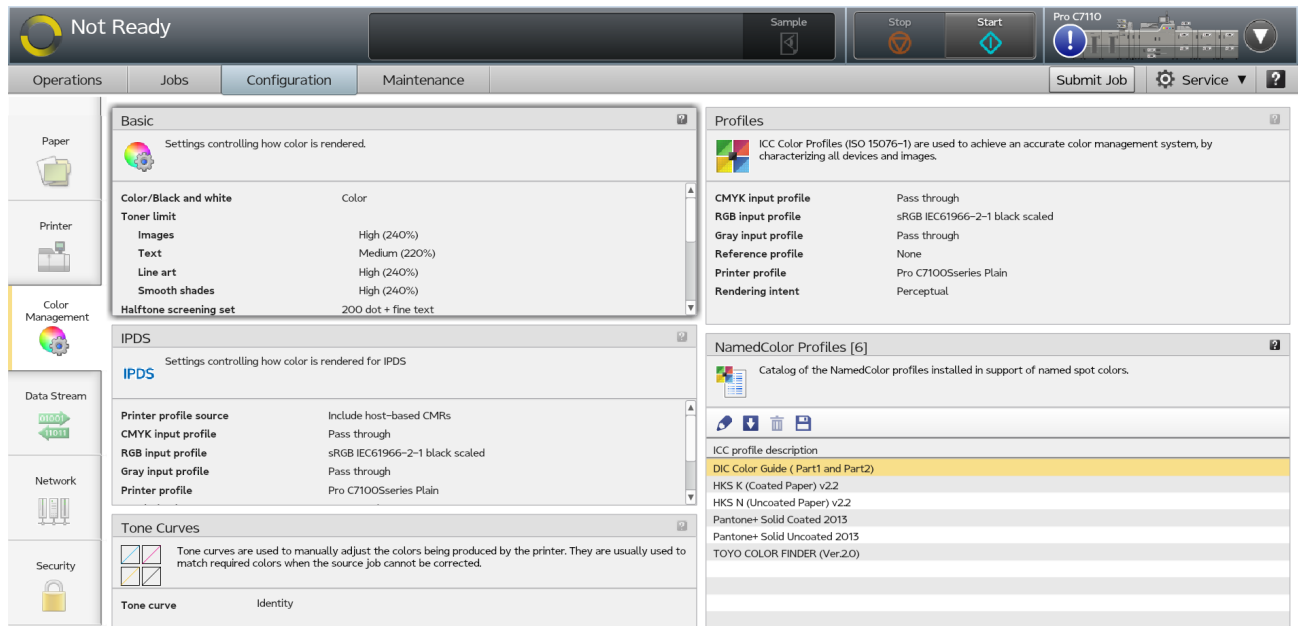 Not Ready
Sample
Stop
Start
Pro C7110
Operations
Jobs
Configuration
Maintenance
Submit Job
Service
Paper
Printer
Color
Management
Data Stream
0100
1011
Network
Security
Basic
Settings controlling how color is rendered.
Color/Black and white Color
Toner limit
Images High (240%)
Text Medium (220%)
Line art High (240%)
Smooth shades High (240%)
Halftone screening set 200 dot + fine text
IPDS
Settings controlling how color is rendered for IPDS
IPDS
Printer profile source Include host-based CMRs
CMYK input profile Pass through
RGB input profile sRGB IEC61966-2-1 black scaled
Gray input profile Pass through
Printer profile Pro C7100Sseries Plain
Tone Curves
Tone curves are used to manually adjust the colors being produced by the printer. They are usually used to
match required colors when the source job cannot be corrected.
Tone curve Identity
Profiles
ICC Color Profiles (ISO 15076-1) are used to achieve an accurate color management system, by
characterizing all devices and images.
CMYK input profile Pass through
RGB input profile sRGB IEC61966-2-1 black scaled
Gray input profile Pass through
Reference profile None
Printer profile Pro C7100Sseries Plain
Rendering intent Perceptual
NamedColor Profiles [6]
Catalog of the NamedColor profiles installed in support of named spot colors.
ICC profile description
DIC Color Guide ( Part1 and Part2)
HKS K (Coated Paper) v2.2
HKS N (Uncoated Paper) v2.2
Pantone+ Solid Coated 2013
Pantone+ Solid Uncoated 2013
TOYO COLOR FINDER (Ver.2.0)